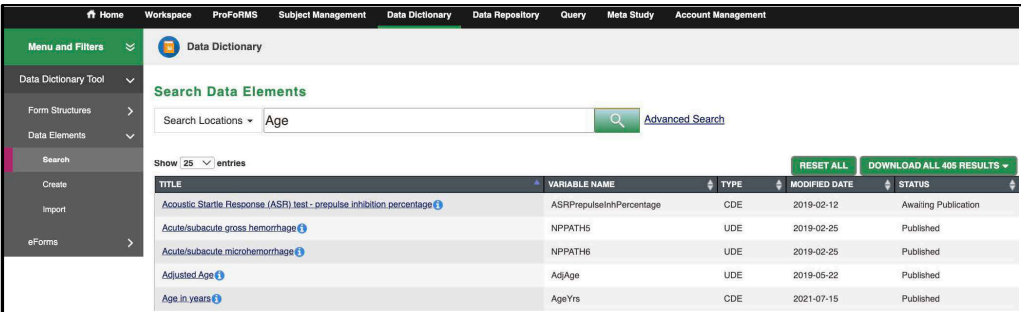 Home Workspace ProFoRMS Subject Management Data Dictionary Data Repository Query Meta Study Account Management
Menu and Filters
Data Dictionary
Data Dictionary Tool
Form Structures
Data Elements
Search
Create
Import
eForms
Search Data Elements
Search Locations Age Advanced Search
Show 25 entries RESET ALL DOWNLOAD ALL 405 RESULTS
TITLE VARIABLE NAME TYPE MODIFIED DATE STATUS
Acoustic Startle Response (ASR) test - prepulse inhibition percentage ASRPrepulseInhPercentage CDE 2019-02-12 Awaiting Publication
Acute/subacute gross hemorrhage NPPATH5 UDE 2019-02-25 Published
Acute/subacute microhemorrhage NPPATH6 UDE 2019-02-25 Published
Adjusted Age AdjAge UDE 2019-05-22 Published
Age in years AgeYrs CDE 2021-07-15 Published